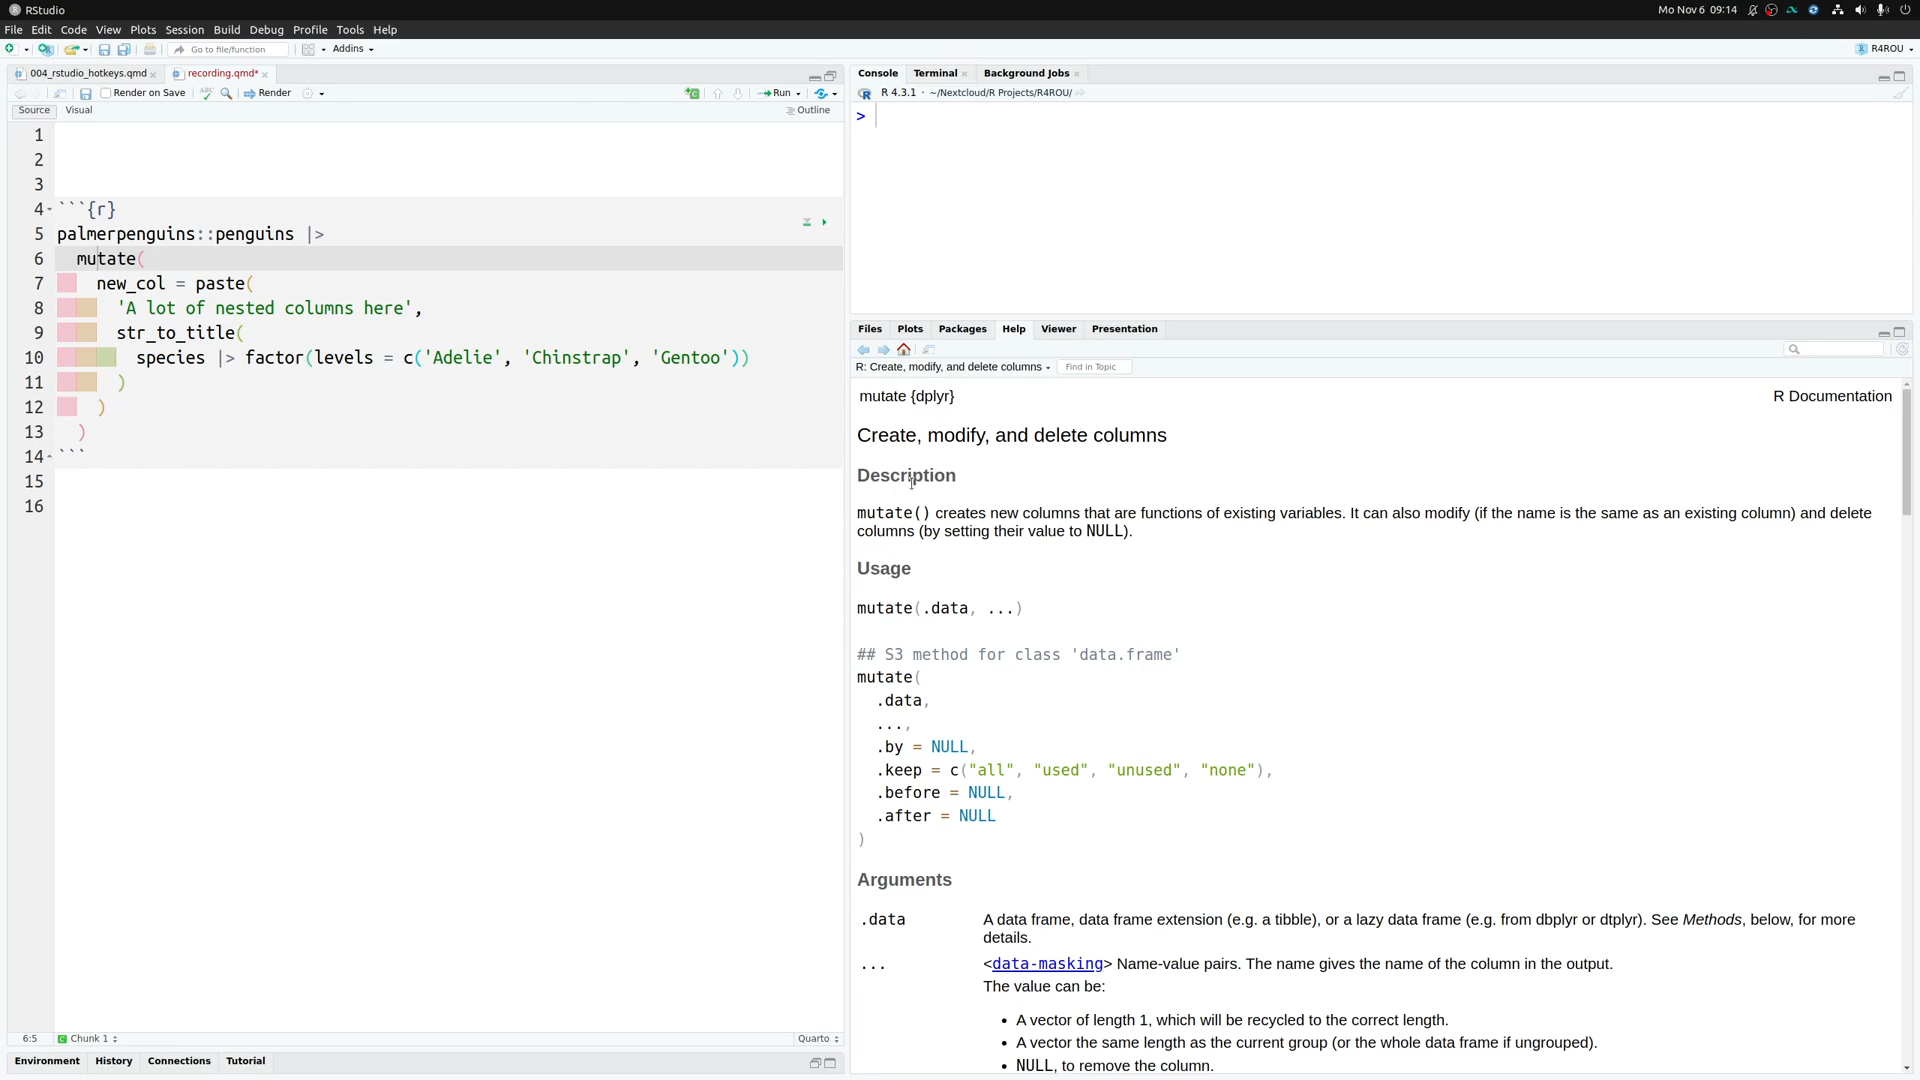 RStudio
Mo Nov 6 09:14
File Edit Code View Plots Session Build Debug Profile Tools Help
Go to file/function Addins
R4ROU
004_rstudio_hotkeys.qmd recording.qmd*
Render on Save ABC Render Run
Source Visual Outline
1
2
3
4 ```{r}
5 palmerpenguins::penguins |>
6 mutate(
7 new_col = paste(
8 'A lot of nested columns here',
9 str_to_title(
10 species |> factor(levels = c('Adelie', 'Chinstrap', 'Gentoo'))
11 )
12 )
13 )
14 ```
15
16
6:5 Chunk 1 Quarto
Environment History Connections Tutorial
Console Terminal Background Jobs
R 4.3.1 · ~/Nextcloud/R Projects/R4ROU/
>
Files Plots Packages Help Viewer Presentation
R: Create, modify, and delete columns Find in Topic
mutate {dplyr} R Documentation
Create, modify, and delete columns
Description
mutate() creates new columns that are functions of existing variables. It can also modify (if the name is the same as an existing column) and delete
columns (by setting their value to NULL).
Usage
mutate(.data, ...)
## S3 method for class 'data.frame'
mutate(
.data,
...,
.by = NULL,
.keep = c("all", "used", "unused", "none"),
.before = NULL,
.after = NULL
)
Arguments
.data A data frame, data frame extension (e.g. a tibble), or a lazy data frame (e.g. from dbplyr or dtplyr). See Methods, below, for more
details.
... <data-masking> Name-value pairs. The name gives the name of the column in the output.
The value can be:
• A vector of length 1, which will be recycled to the correct length.
• A vector the same length as the current group (or the whole data frame if ungrouped).
• NULL, to remove the column.